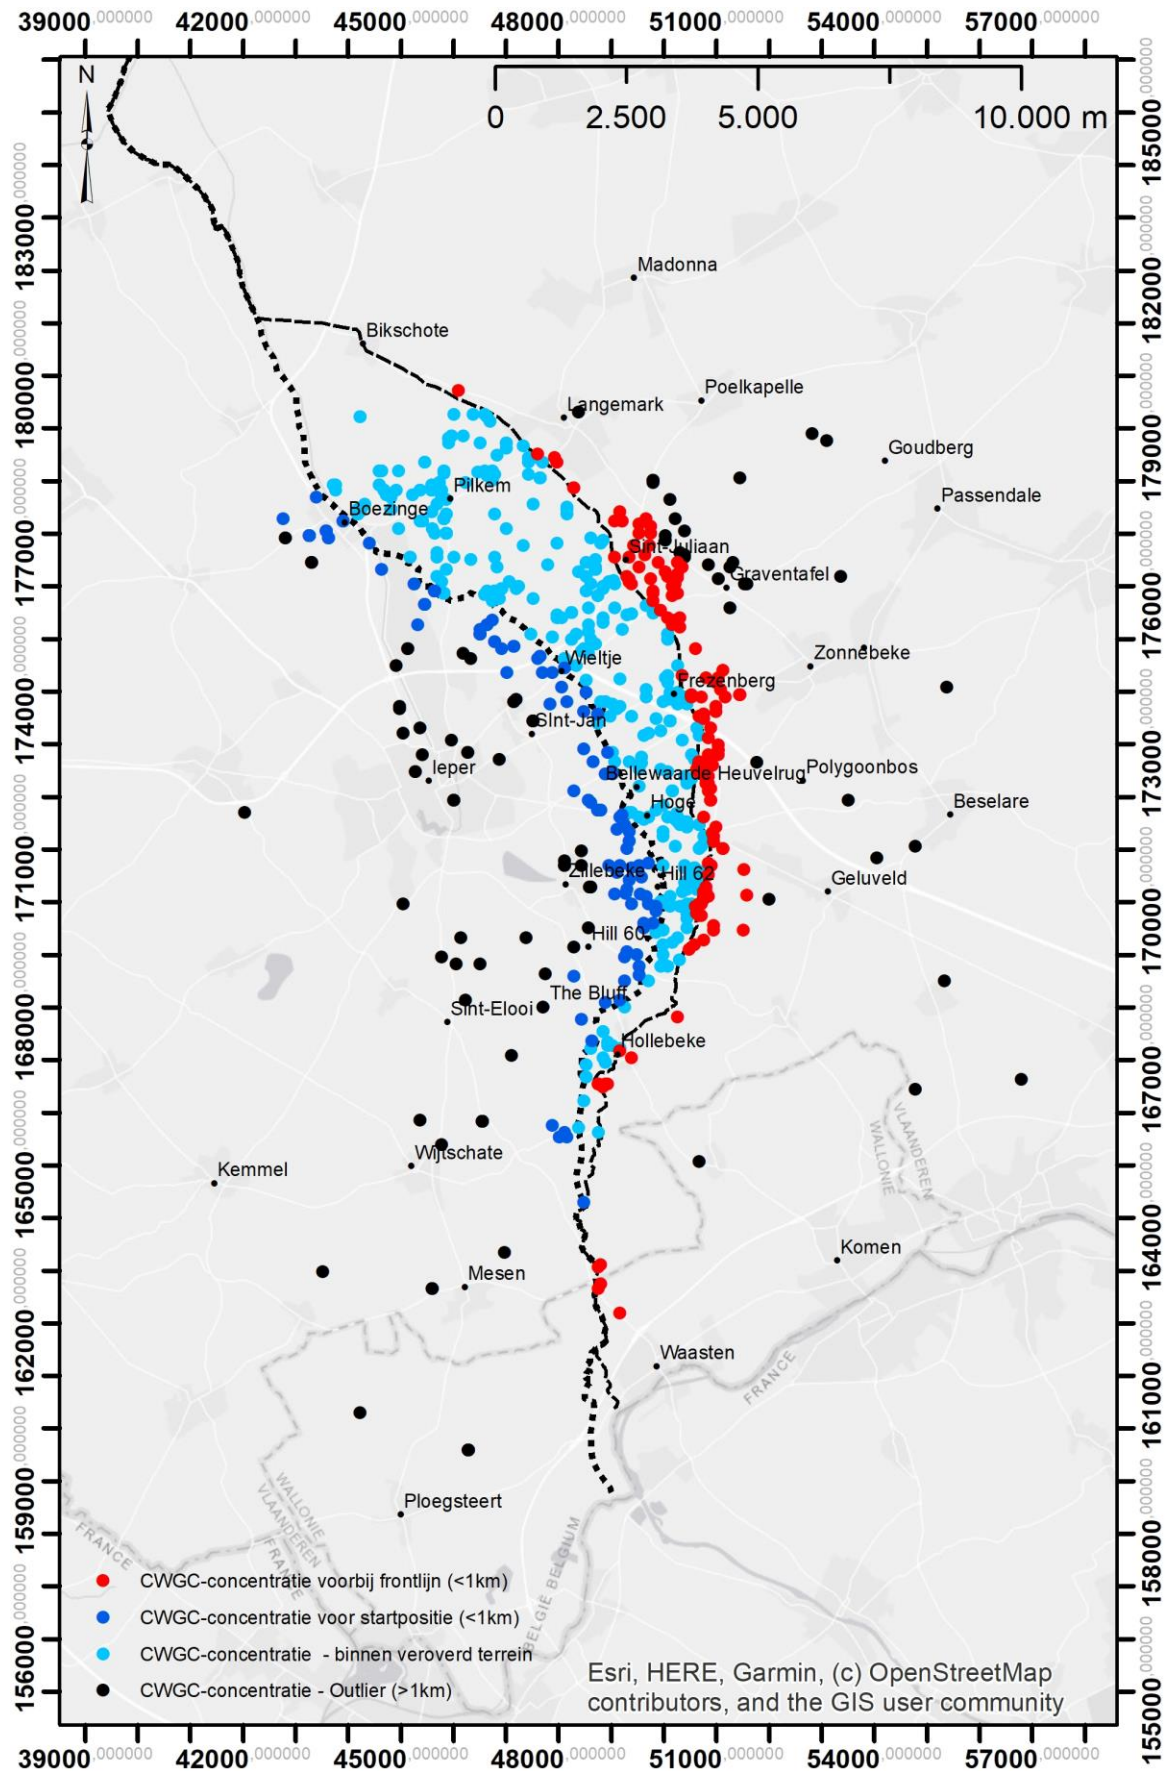 39000,000000 42000,000000 45000,000000 48000,000000 51000,000000 54000,000000 57000,000000
N
0 2.500 5.000 10.000 m
185000,000000
183000,000000
182000,000000
180000,000000
179000,000000
177000,000000
176000,000000
174000,000000
173000,000000
171000,000000
170000,000000
168000,000000
167000,000000
165000,000000
164000,000000
162000,000000
161000,000000
159000,000000
158000,000000
156000,000000
155000,000000
Madonna
Bikschote
Poelkapelle
Langemark
Goudberg
Pilkem
Passendale
Boezinge
Sint-Juliaan
Graventafel
Zonnebeke
Wieltje
Frezenberg
SInt-Jan
Ieper
Bellewaarde Heuvelrug
Polygoonbos
Hoge
Beselare
Zillebeke
Hill 62
Geluveld
Hill 60
The Bluff
Sint-Elooi
Hollebeke
VLAANDEREN
WALLONIE
Wijtschate
Kemmel
Komen
Mesen
Waasten
FRANCE
Ploegsteert
WALLONIE
VLAANDEREN
FRANCE
FRANCE
BELGIË BELGIUM
CWGC-concentratie voorbij frontlijn (<1km)
CWGC-concentratie voor startpositie (<1km)
CWGC-concentratie - binnen veroverd terrein
CWGC-concentratie - Outlier (>1km)
Esri, HERE, Garmin, (c) OpenStreetMap
contributors, and the GIS user community
39000,000000 42000,000000 45000,000000 48000,000000 51000,000000 54000,000000 57000,000000